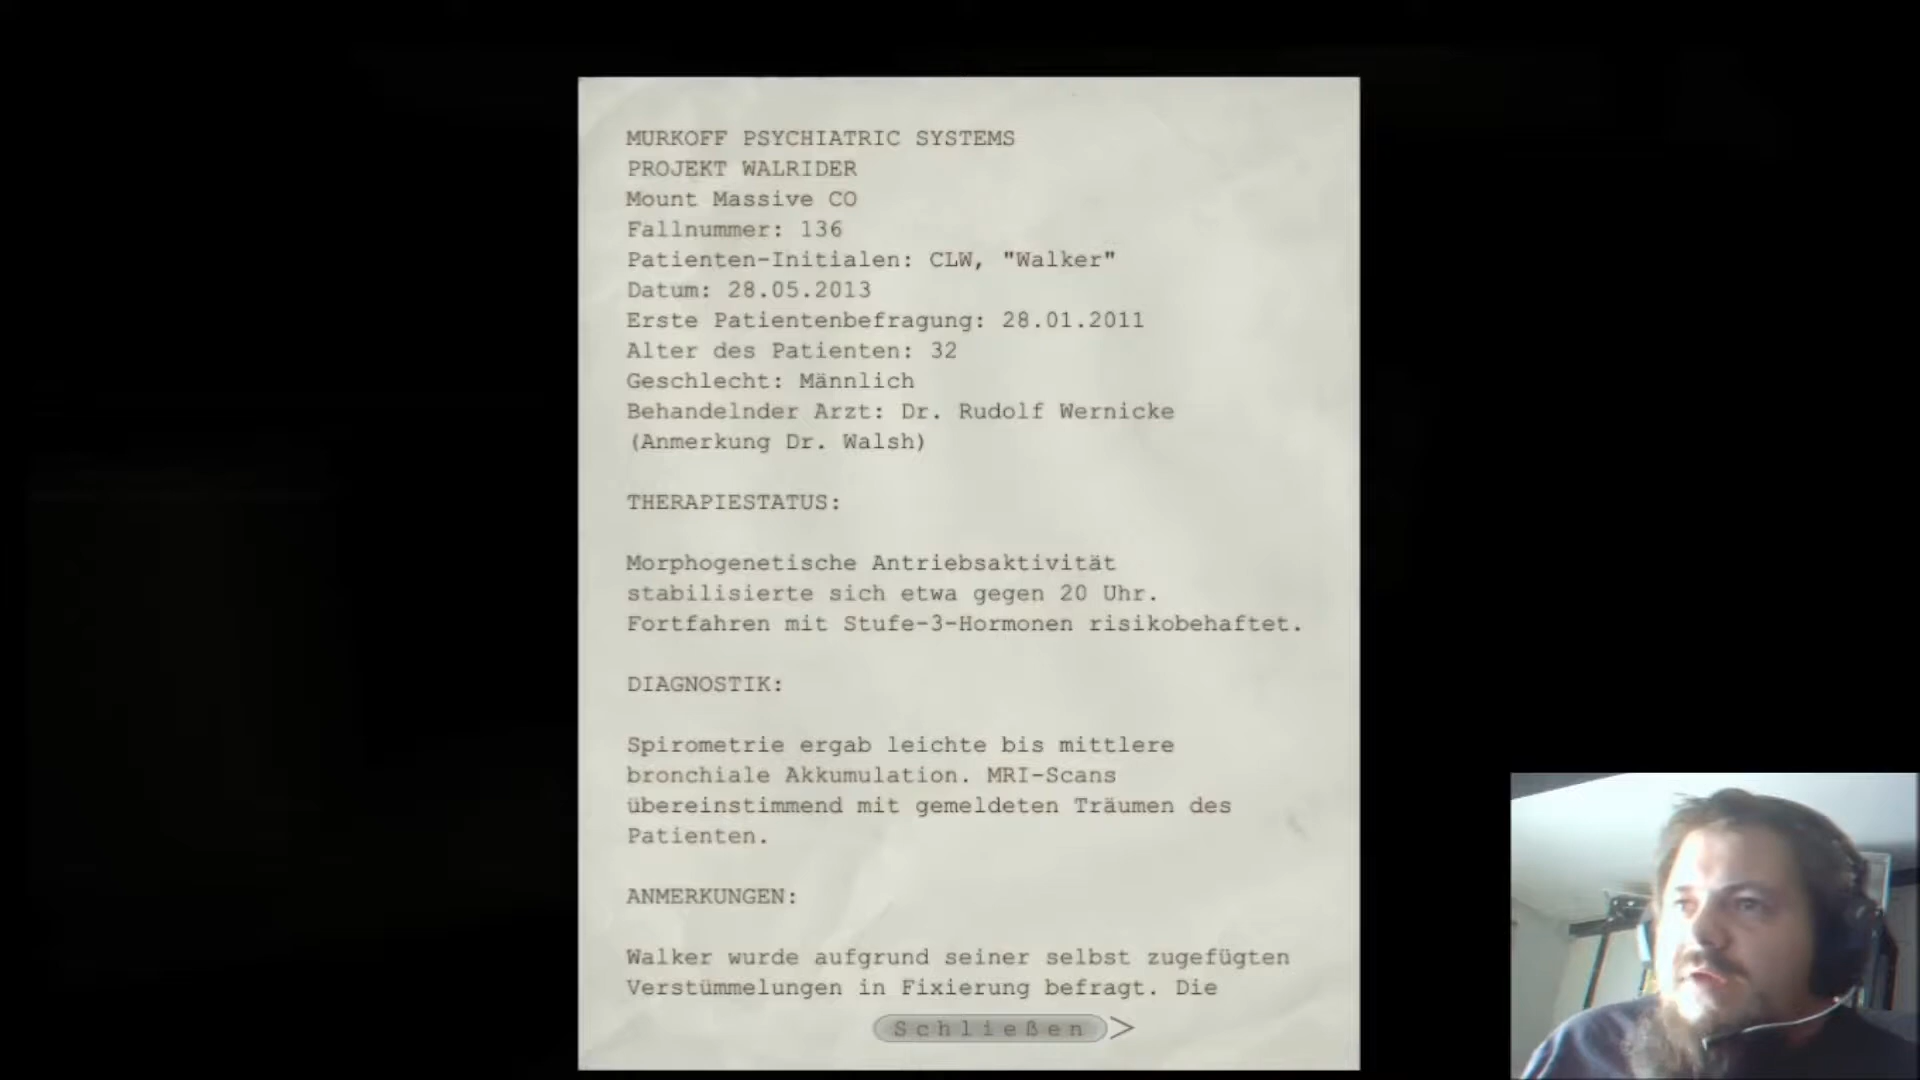 MURKOFF PSYCHIATRIC SYSTEMS
PROJEKT WALRIDER
Mount Massive CO
Fallnummer: 136
Patienten-Initialen: CLW, "Walker"
Datum: 28.05.2013
Erste Patientenbefragung: 28.01.2011
Alter des Patienten: 32
Geschlecht: Männlich
Behandelnder Arzt: Dr. Rudolf Wernicke
(Anmerkung Dr. Walsh)
THERAPIESTATUS:
Morphogenetische Antriebsaktivität
stabilisierte sich etwa gegen 20 Uhr.
Fortfahren mit Stufe-3-Hormonen risikobehaftet.
DIAGNOSTIK:
Spirometrie ergab leichte bis mittlere
bronchiale Akkumulation. MRI-Scans
übereinstimmend mit gemeldeten Träumen des
Patienten.
ANMERKUNGEN:
Walker wurde aufgrund seiner selbst zugefügten
Verstümmelungen in Fixierung befragt. Die
Schließen >